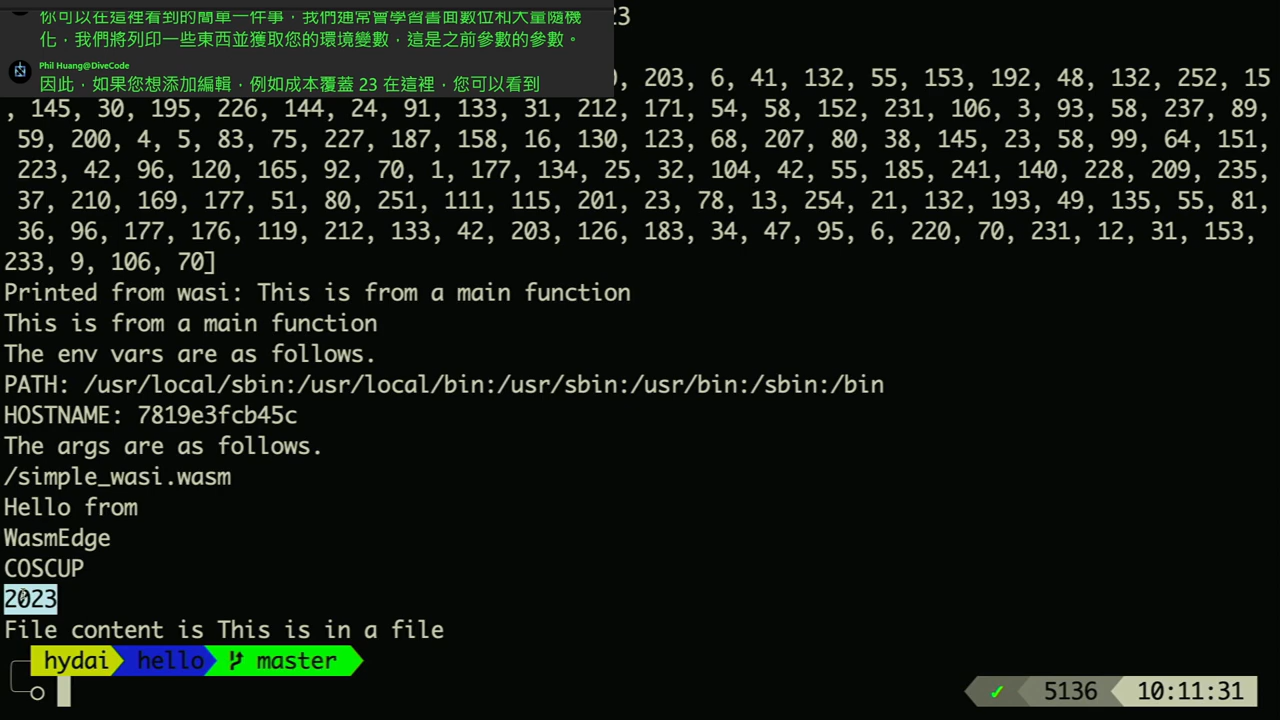 你可以在這裡看到的簡單一件事，我們通常會學習書面數位和大量隨機
化，我們將列印一些東西並獲取您的環境變數，這是之前參數的參數。
Phil Huang@DiveCode
因此，如果您想添加編輯，例如成本覆蓋 23 在這裡，您可以看到
23
, 203, 6, 41, 132, 55, 153, 192, 48, 132, 252, 15
, 145, 30, 195, 226, 144, 24, 91, 133, 31, 212, 171, 54, 58, 152, 231, 106, 3, 93, 58, 237, 89,
59, 200, 4, 5, 83, 75, 227, 187, 158, 16, 130, 123, 68, 207, 80, 38, 145, 23, 58, 99, 64, 151,
223, 42, 96, 120, 165, 92, 70, 1, 177, 134, 25, 32, 104, 42, 55, 185, 241, 140, 228, 209, 235,
37, 210, 169, 177, 51, 80, 251, 111, 115, 201, 23, 78, 13, 254, 21, 132, 193, 49, 135, 55, 81,
36, 96, 177, 176, 119, 212, 133, 42, 203, 126, 183, 34, 47, 95, 6, 220, 70, 231, 12, 31, 153,
233, 9, 106, 70]
Printed from wasi: This is from a main function
This is from a main function
The env vars are as follows.
PATH: /usr/local/sbin:/usr/local/bin:/usr/sbin:/usr/bin:/sbin:/bin
HOSTNAME: 7819e3fcb45c
The args are as follows.
/simple_wasi.wasm
Hello from
WasmEdge
COSCUP
2023
File content is This is in a file
hydai hello master
✓ 5136 10:11:31